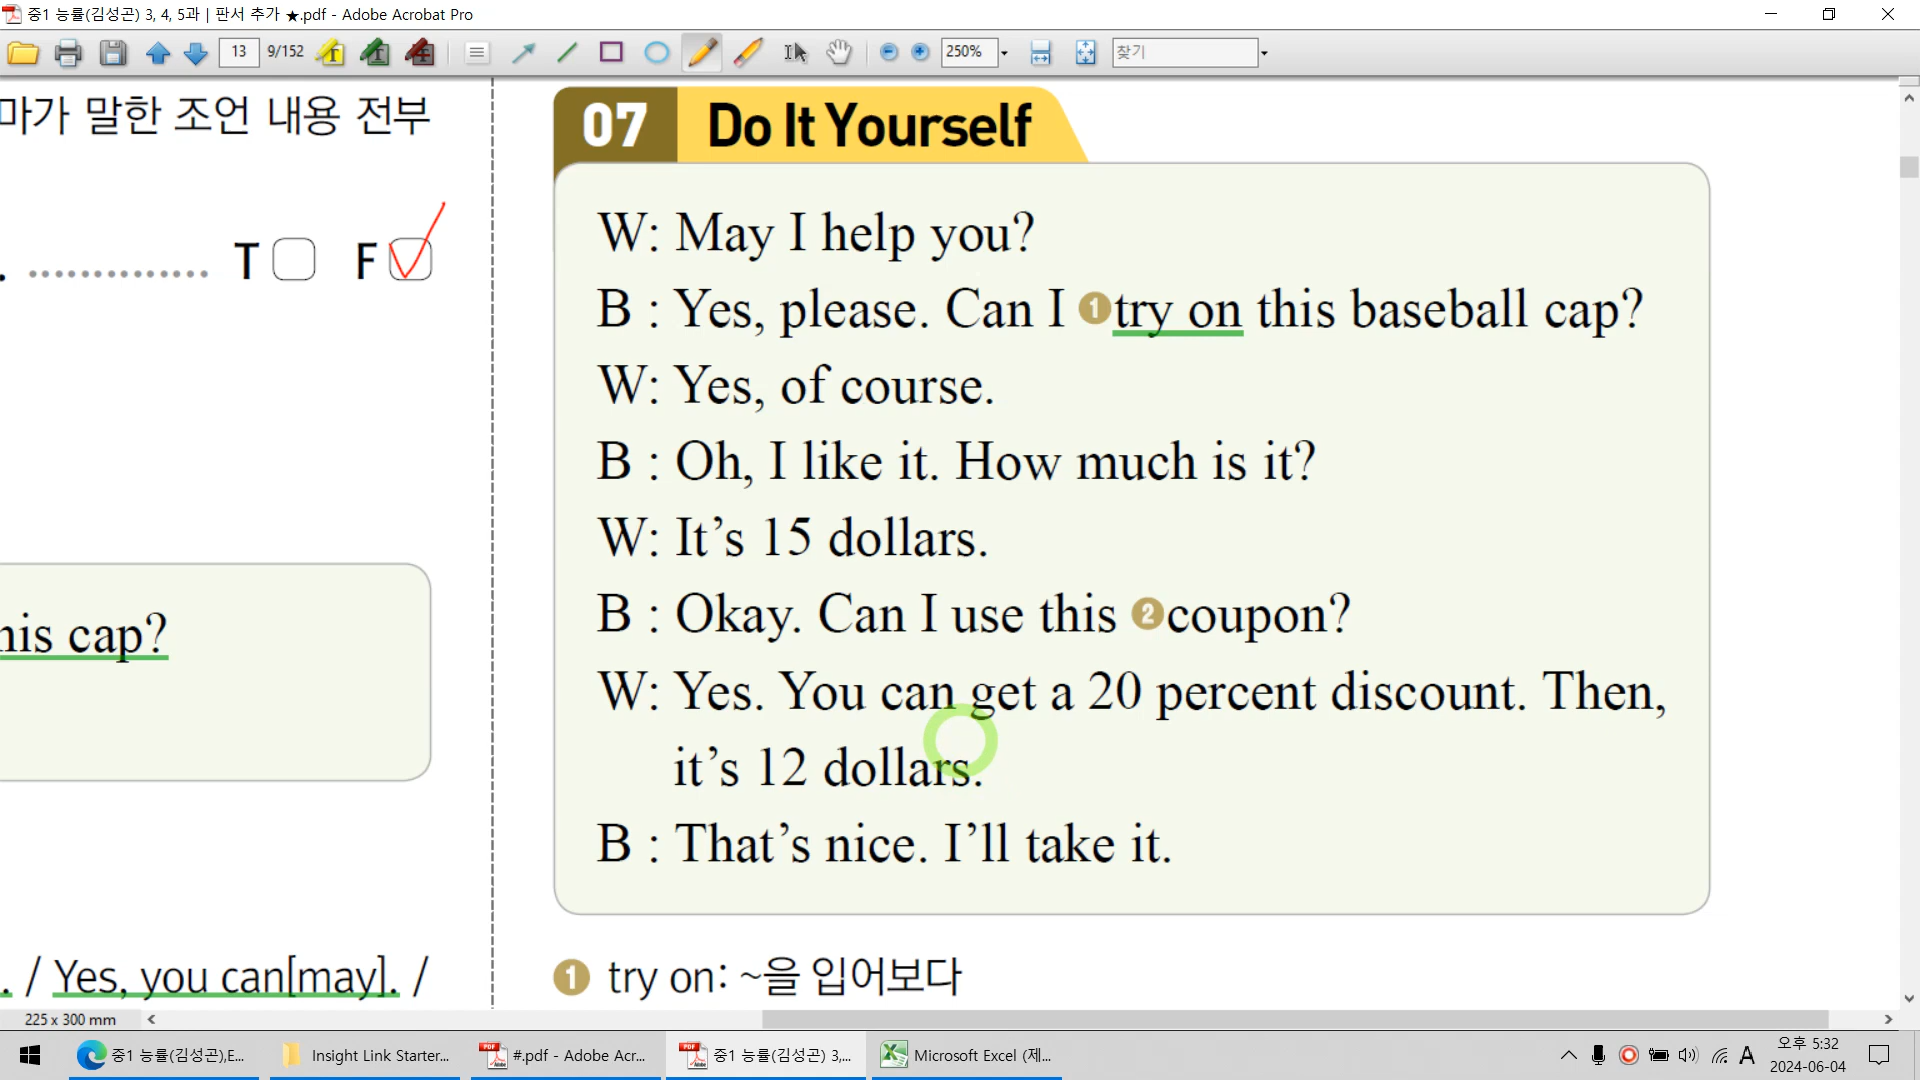 중1 능률(김성곤) 3, 4, 5과 | 판서 추가 ★.pdf - Adobe Acrobat Pro
13 9/152 250% 찾기
마가 말한 조언 내용 전부
. .............. T F
his cap?
. / Yes, you can[may]. /
07 Do It Yourself
W: May I help you?
B : Yes, please. Can I ❶try on this baseball cap?
W: Yes, of course.
B : Oh, I like it. How much is it?
W: It’s 15 dollars.
B : Okay. Can I use this ❷coupon?
W: Yes. You can get a 20 percent discount. Then,
it’s 12 dollars.
B : That’s nice. I’ll take it.
❶ try on: ~을 입어보다
225 x 300 mm
중1 능률(김성곤),E... Insight Link Starter... #.pdf - Adobe Acr... 중1 능률(김성곤) 3,... Microsoft Excel (제... A 오후 5:32
2024-06-04